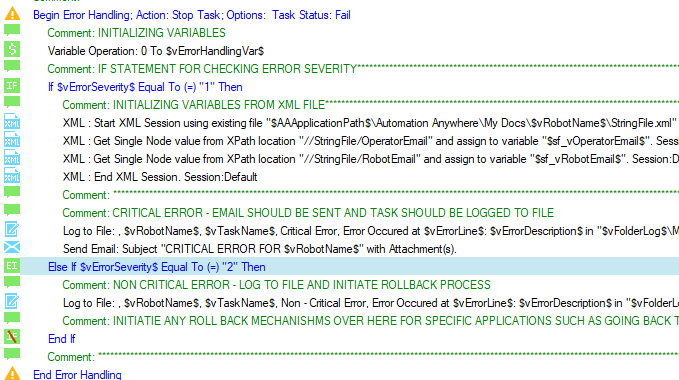 Begin Error Handling; Action: Stop Task; Options: Task Status: Fail
Comment: INITIALIZING VARIABLES
$ Variable Operation: 0 To $vErrorHandlingVar$
Comment: IF STATEMENT FOR CHECKING ERROR SEVERITY****************************************************************
IF If $vErrorSeverity$ Equal To (=) "1" Then
Comment: INITIALIZING VARIABLES FROM XML FILE****************************************************************
XML XML : Start XML Session using existing file "$AAApplicationPath$\Automation Anywhere\My Docs\$vRobotName$\StringFile.xml"
XML XML : Get Single Node value from XPath location "//StringFile/OperatorEmail" and assign to variable "$sf_vOperatorEmail$". Sessi
XML XML : Get Single Node value from XPath location "//StringFile/RobotEmail" and assign to variable "$sf_vRobotEmail$". Session:D
XML XML : End XML Session. Session:Default
Comment: ****************************************************************
Comment: CRITICAL ERROR - EMAIL SHOULD BE SENT AND TASK SHOULD BE LOGGED TO FILE
Log to File: , $vRobotName$, $vTaskName$, Critical Error, Error Occured at $vErrorLine$: $vErrorDescription$ in "$vFolderLog$\M
Send Email: Subject "CRITICAL ERROR FOR $vRobotName$" with Attachment(s).
EI Else If $vErrorSeverity$ Equal To (=) "2" Then
Comment: NON CRITICAL ERROR - LOG TO FILE AND INITIATE ROLLBACK PROCESS
Log to File: , $vRobotName$, $vTaskName$, Non - Critical Error, Error Occured at $vErrorLine$: $vErrorDescription$ in "$vFolderL
Comment: INITIATIE ANY ROLL BACK MECHANISHMS OVER HERE FOR SPECIFIC APPLICATIONS SUCH AS GOING BACK T
End If
Comment: ****************************************************************
End Error Handling